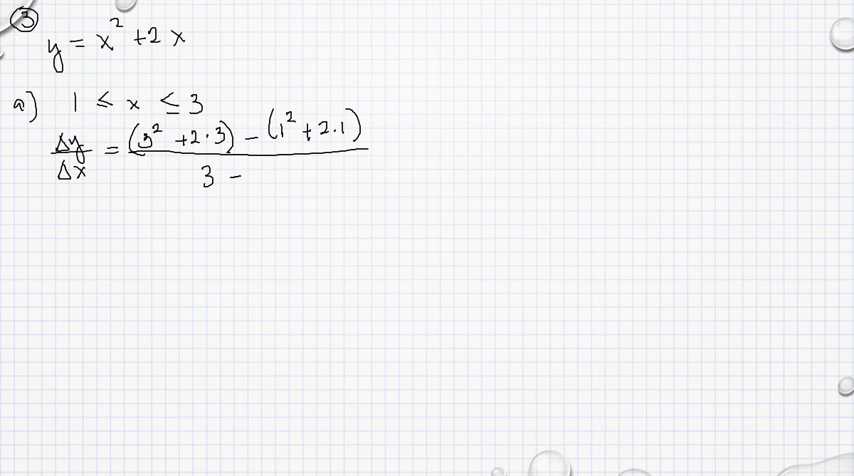 ③
y = x² + 2x
a) 1 ≤ x ≤ 3
Δy/Δx = (3² + 2·3) − (1² + 2·1) / 3 −